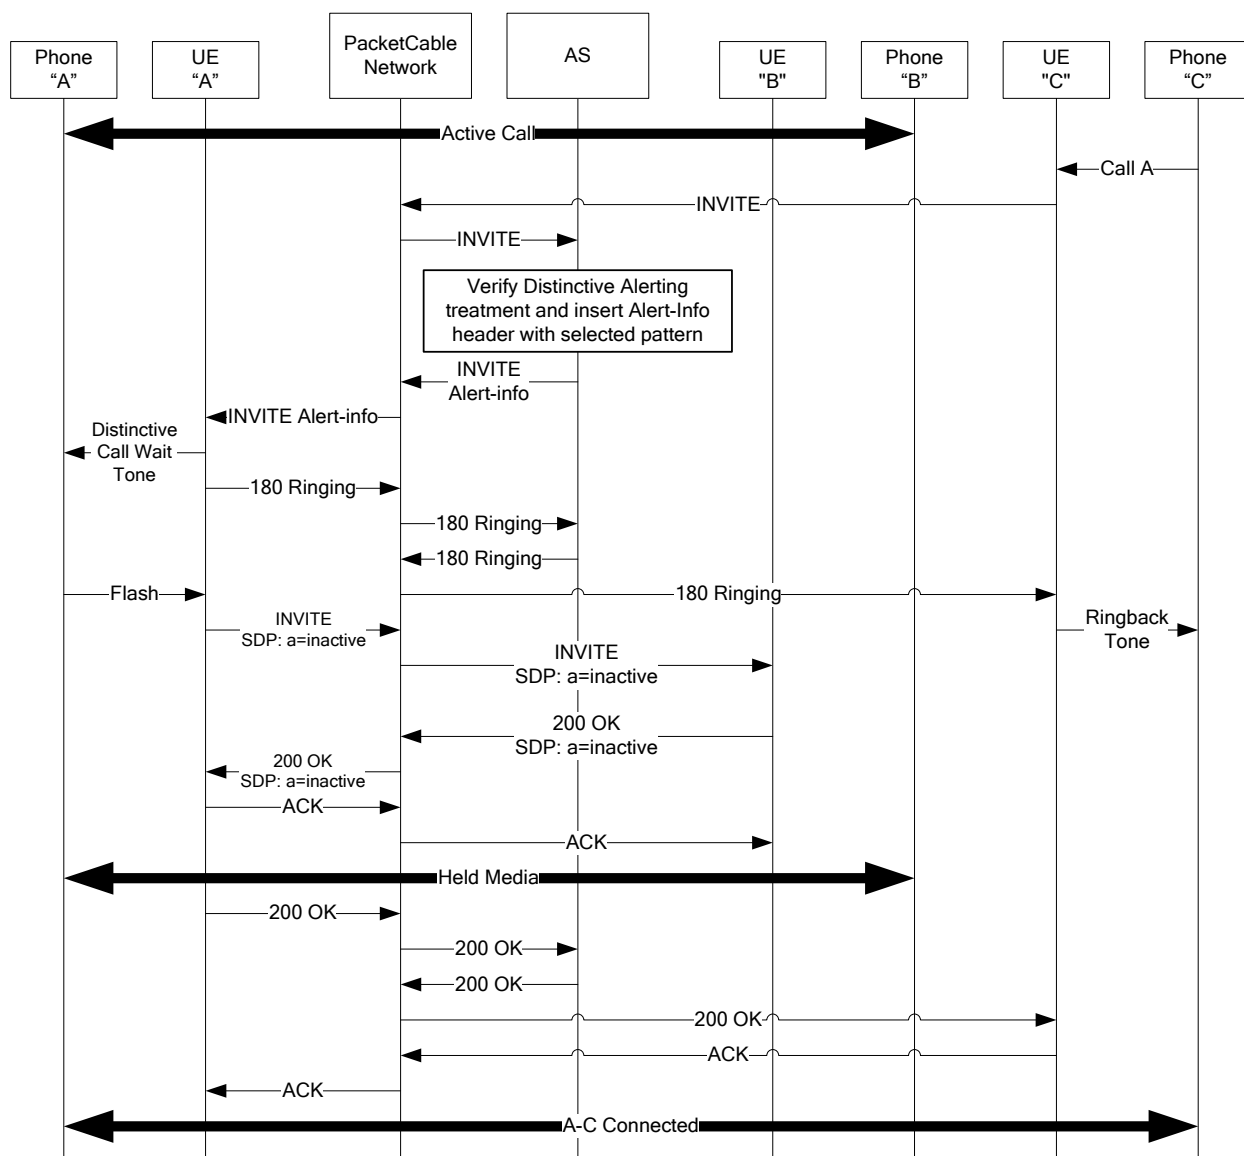 Phone
“A”
UE
“A”
PacketCable
Network
AS
UE
"B"
Phone
“B”
UE
"C"
Phone
“C”
Active Call
Call A
INVITE
INVITE
Verify Distinctive Alerting
treatment and insert Alert-Info
header with selected pattern
INVITE
Alert-info
INVITE Alert-info
Distinctive
Call Wait
Tone
180 Ringing
180 Ringing
180 Ringing
Flash
180 Ringing
INVITE
SDP: a=inactive
Ringback
Tone
INVITE
SDP: a=inactive
200 OK
SDP: a=inactive
200 OK
SDP: a=inactive
ACK
ACK
Held Media
200 OK
200 OK
200 OK
200 OK
ACK
ACK
A-C Connected